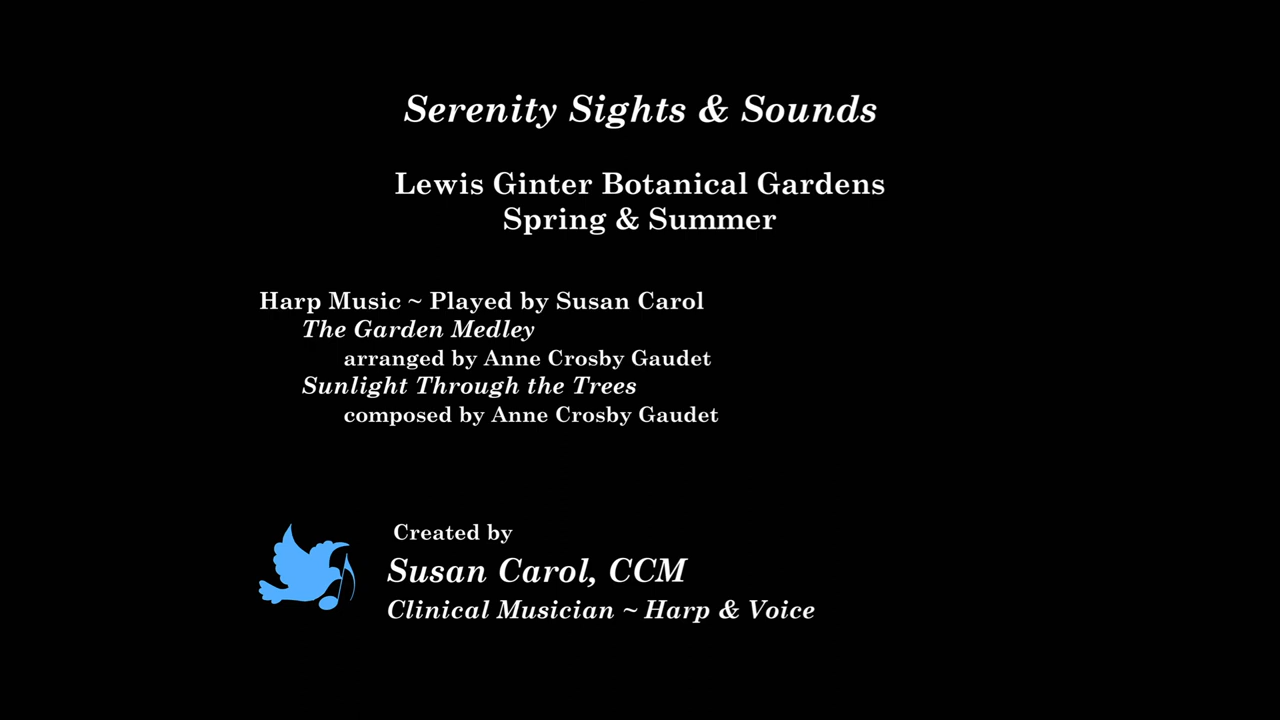 Serenity Sights & Sounds
Lewis Ginter Botanical Gardens
Spring & Summer
Harp Music ~ Played by Susan Carol
The Garden Medley
arranged by Anne Crosby Gaudet
Sunlight Through the Trees
composed by Anne Crosby Gaudet
Created by
Susan Carol, CCM
Clinical Musician ~ Harp & Voice